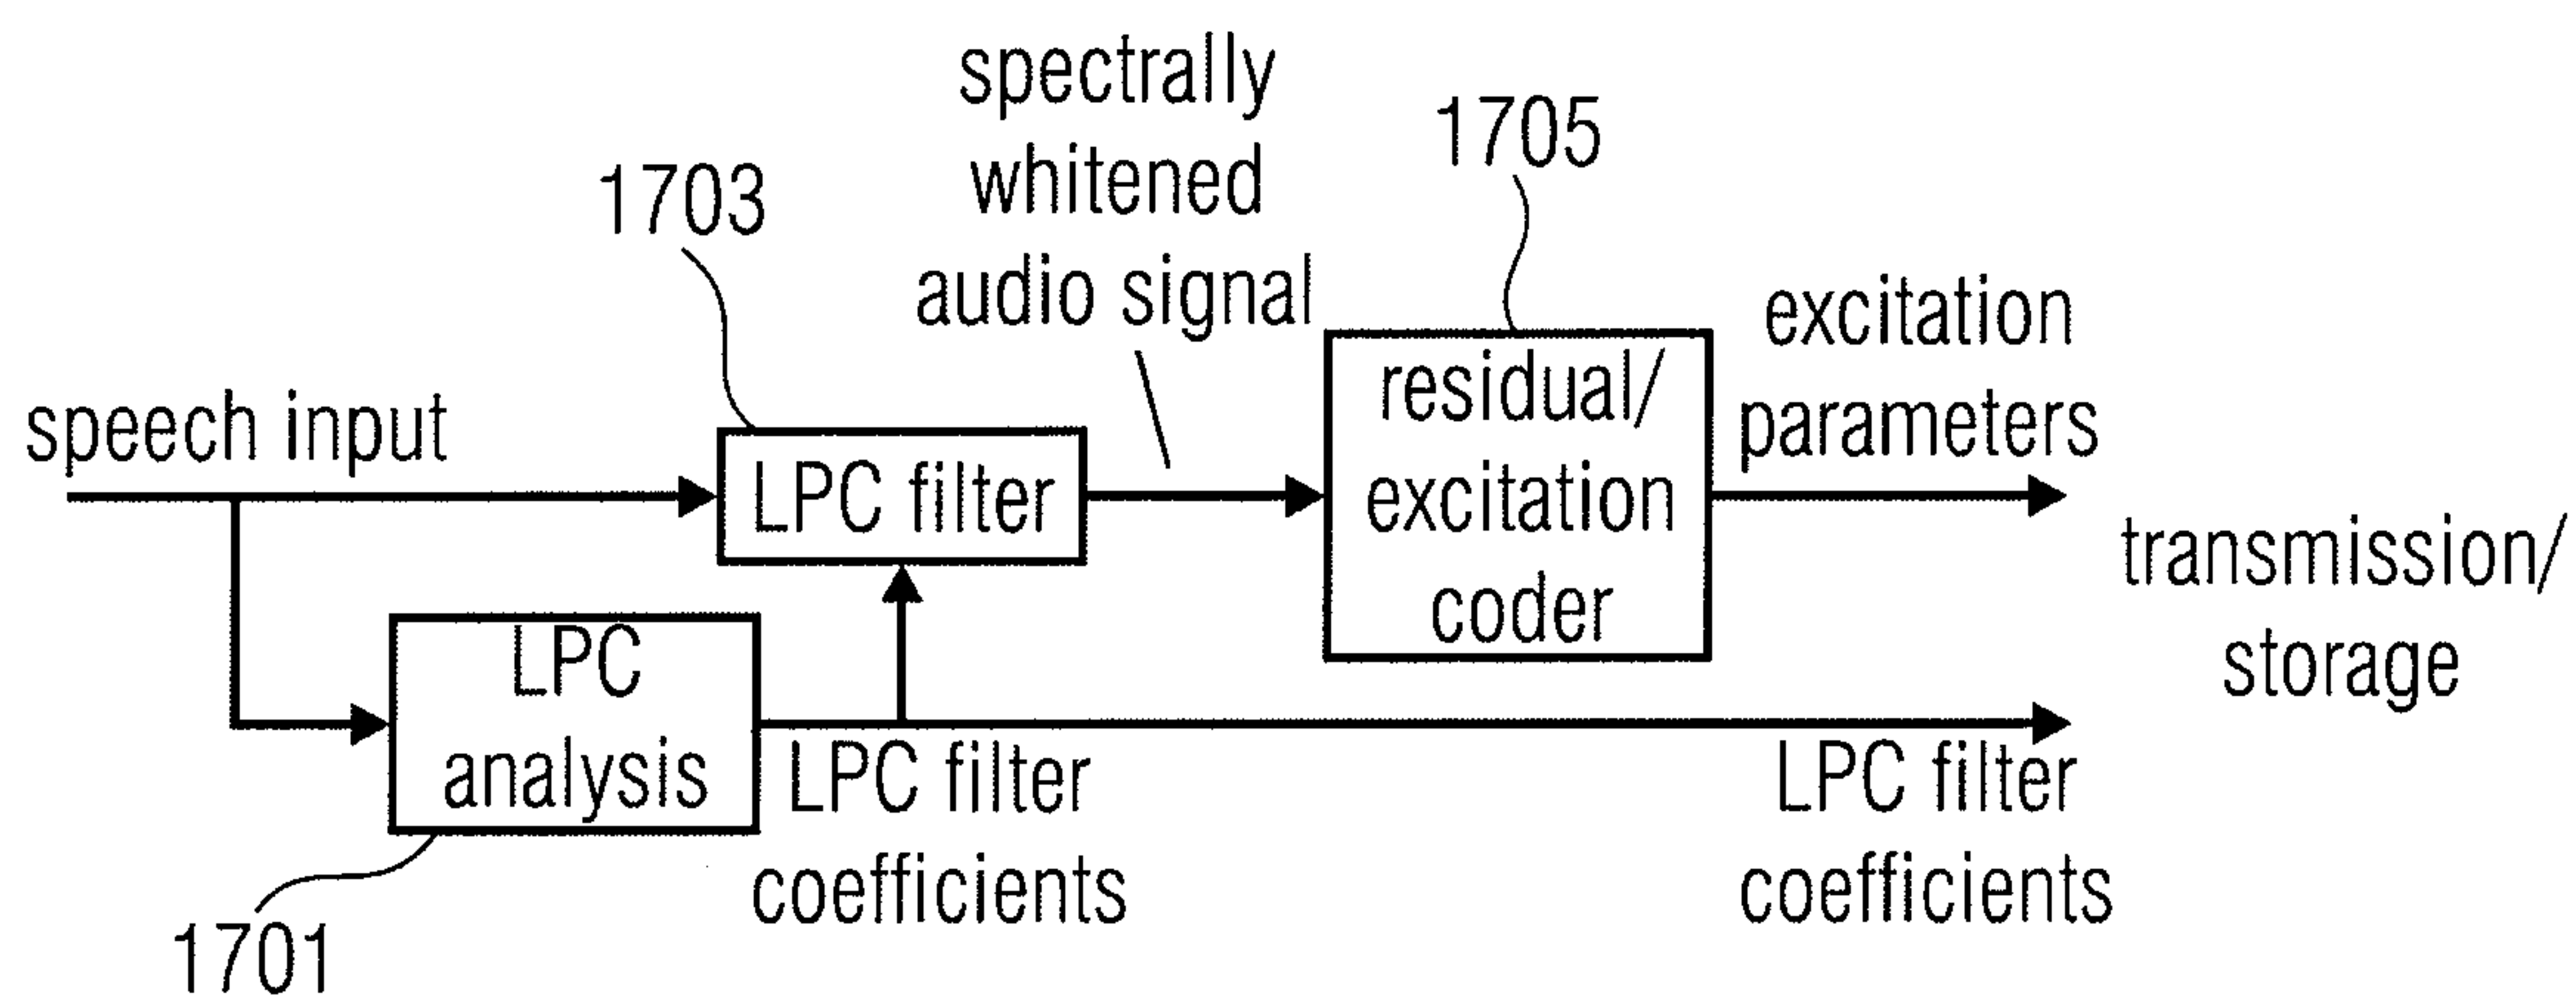 spectrally
whitened
audio signal
1703
1705
speech input
LPC filter
residual/
excitation
coder
excitation
parameters
transmission/
storage
LPC
analysis
1701
LPC filter
coefficients
LPC filter
coefficients